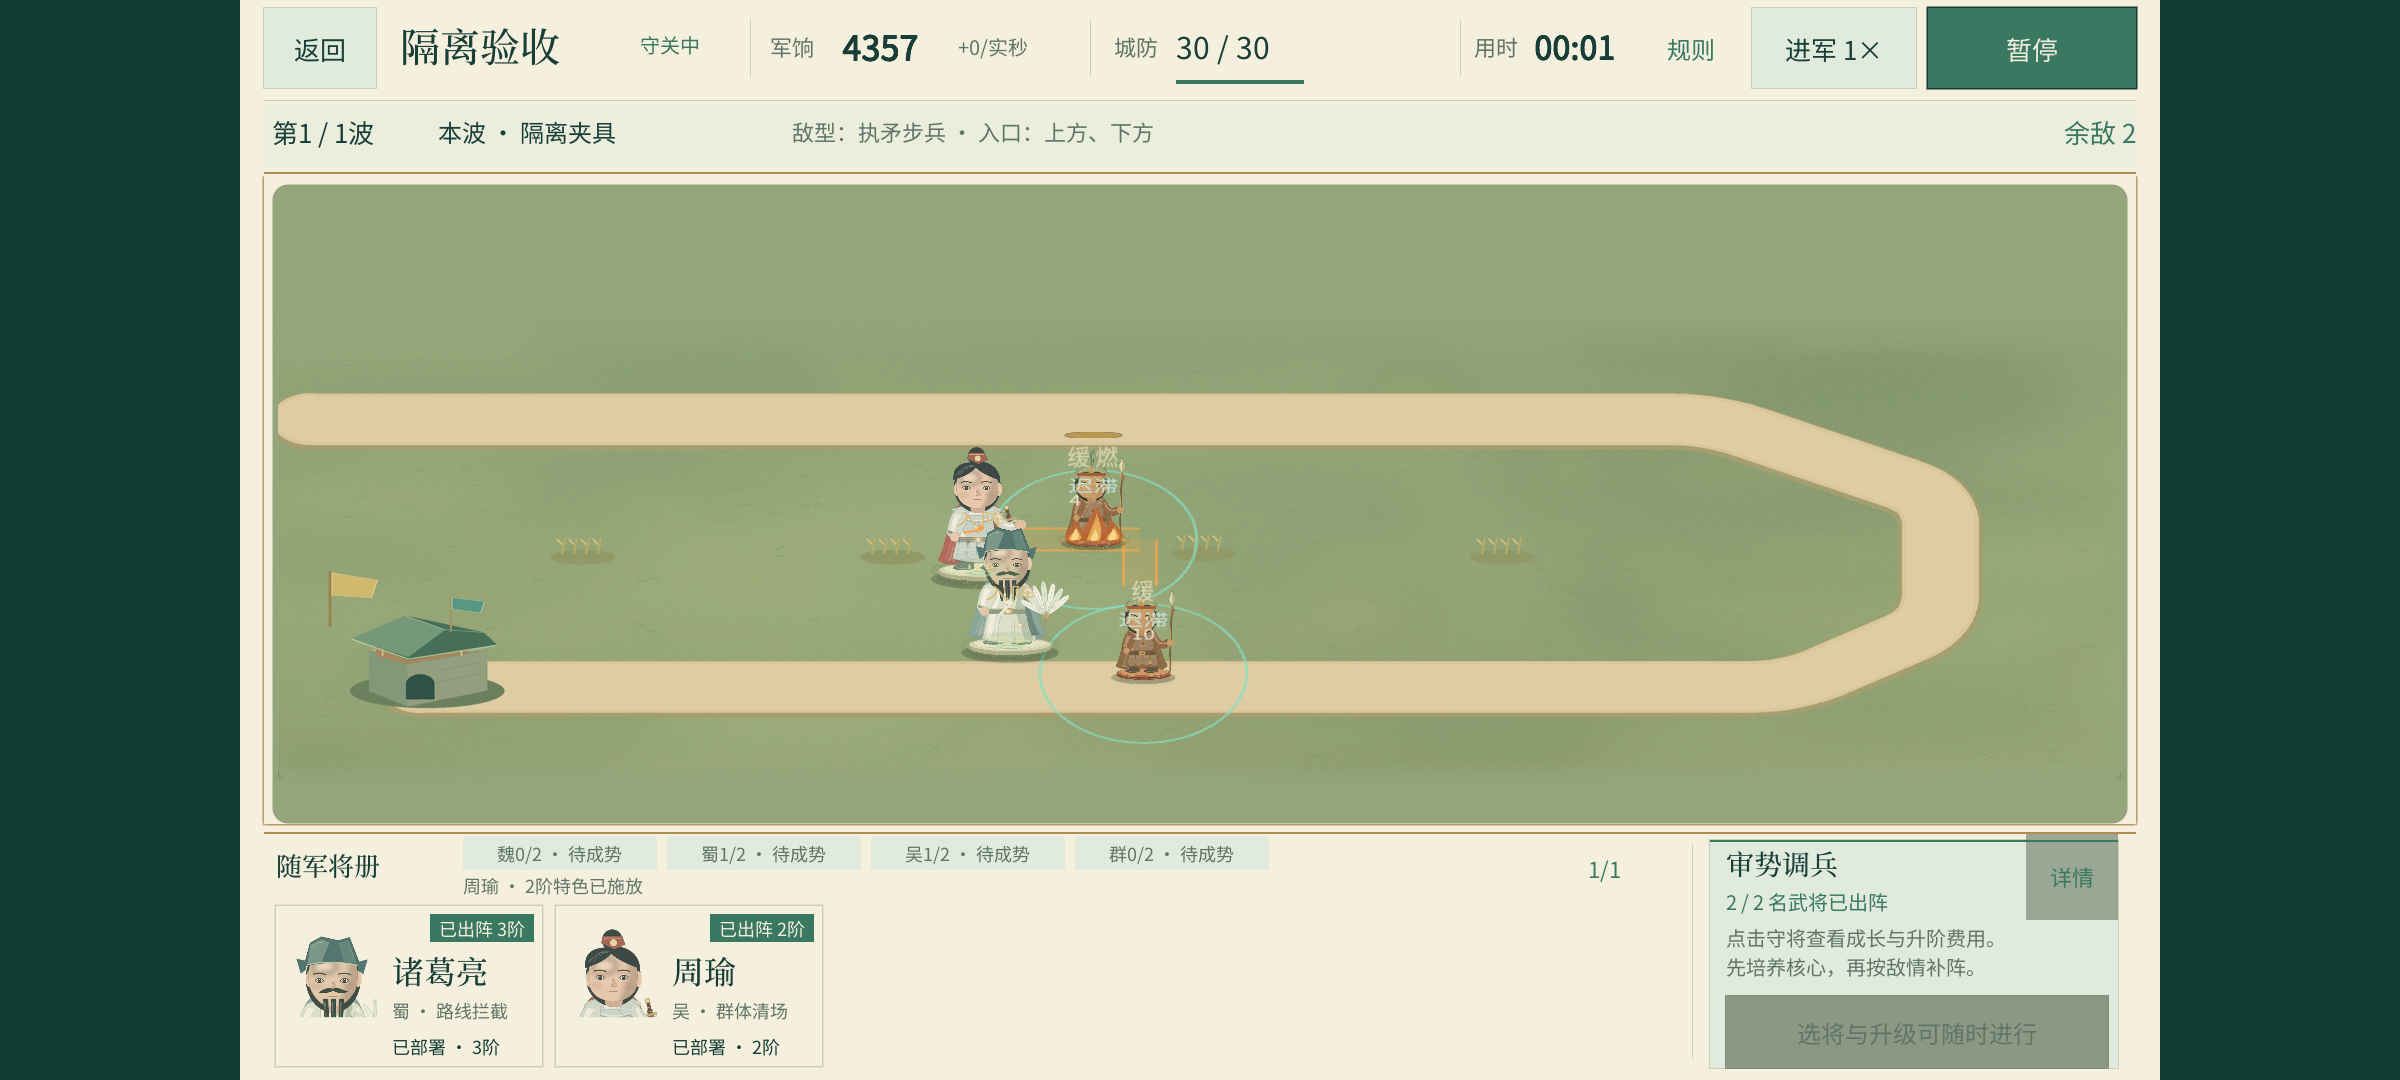 返回
隔离验收
守关中
军饷 4357 +0/实秒
城防 30 / 30
用时 00:01
规则
进军 1×
暂停
第1 / 1波
本波 · 隔离夹具
敌型：执矛步兵 · 入口：上方、下方
余敌 2
缓 燃
迟滞
4
缓
迟滞
10
随军将册
魏0/2 · 待成势
蜀1/2 · 待成势
吴1/2 · 待成势
群0/2 · 待成势
周瑜 · 2阶特色已施放
1/1
已出阵 3阶
诸葛亮
蜀 · 路线拦截
已部署 · 3阶
已出阵 2阶
周瑜
吴 · 群体清场
已部署 · 2阶
审势调兵
详情
2 / 2 名武将已出阵
点击守将查看成长与升阶费用。
先培养核心，再按敌情补阵。
选将与升级可随时进行